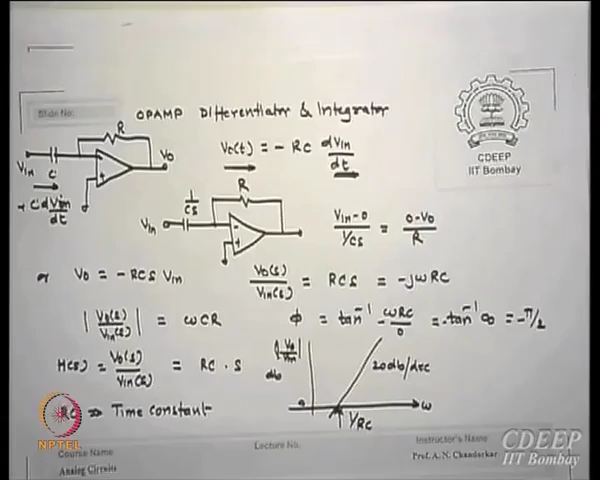 Slide No:
OPAMP Differentiator & Integrator
CDEEP
IIT Bombay
R
Vin
C
Vo
+ C dVin/dt
Vo(t) = - RC dVin/dt
1/CS
R
Vin
Vin-0 / 1/CS = 0-Vo / R
or Vo = -RCS Vin
Vo(s)/Vin(s) = RCS = -jωRC
|Vo(s)/Vin(s)| = ωCR
Φ = tan⁻¹ -ωRC/0 = -tan⁻¹ ∞ = -π/2
H(s) = Vo(s)/Vin(s) = RC · S
|Vo/Vin| db
20db/dec
0
ω
1/RC
RC ⇒ Time constant
NPTEL
Course Name
Analog Circuits
Lecture No.
Instructor's Name
Prof. A. N. Chandorkar
CDEEP
IIT Bombay